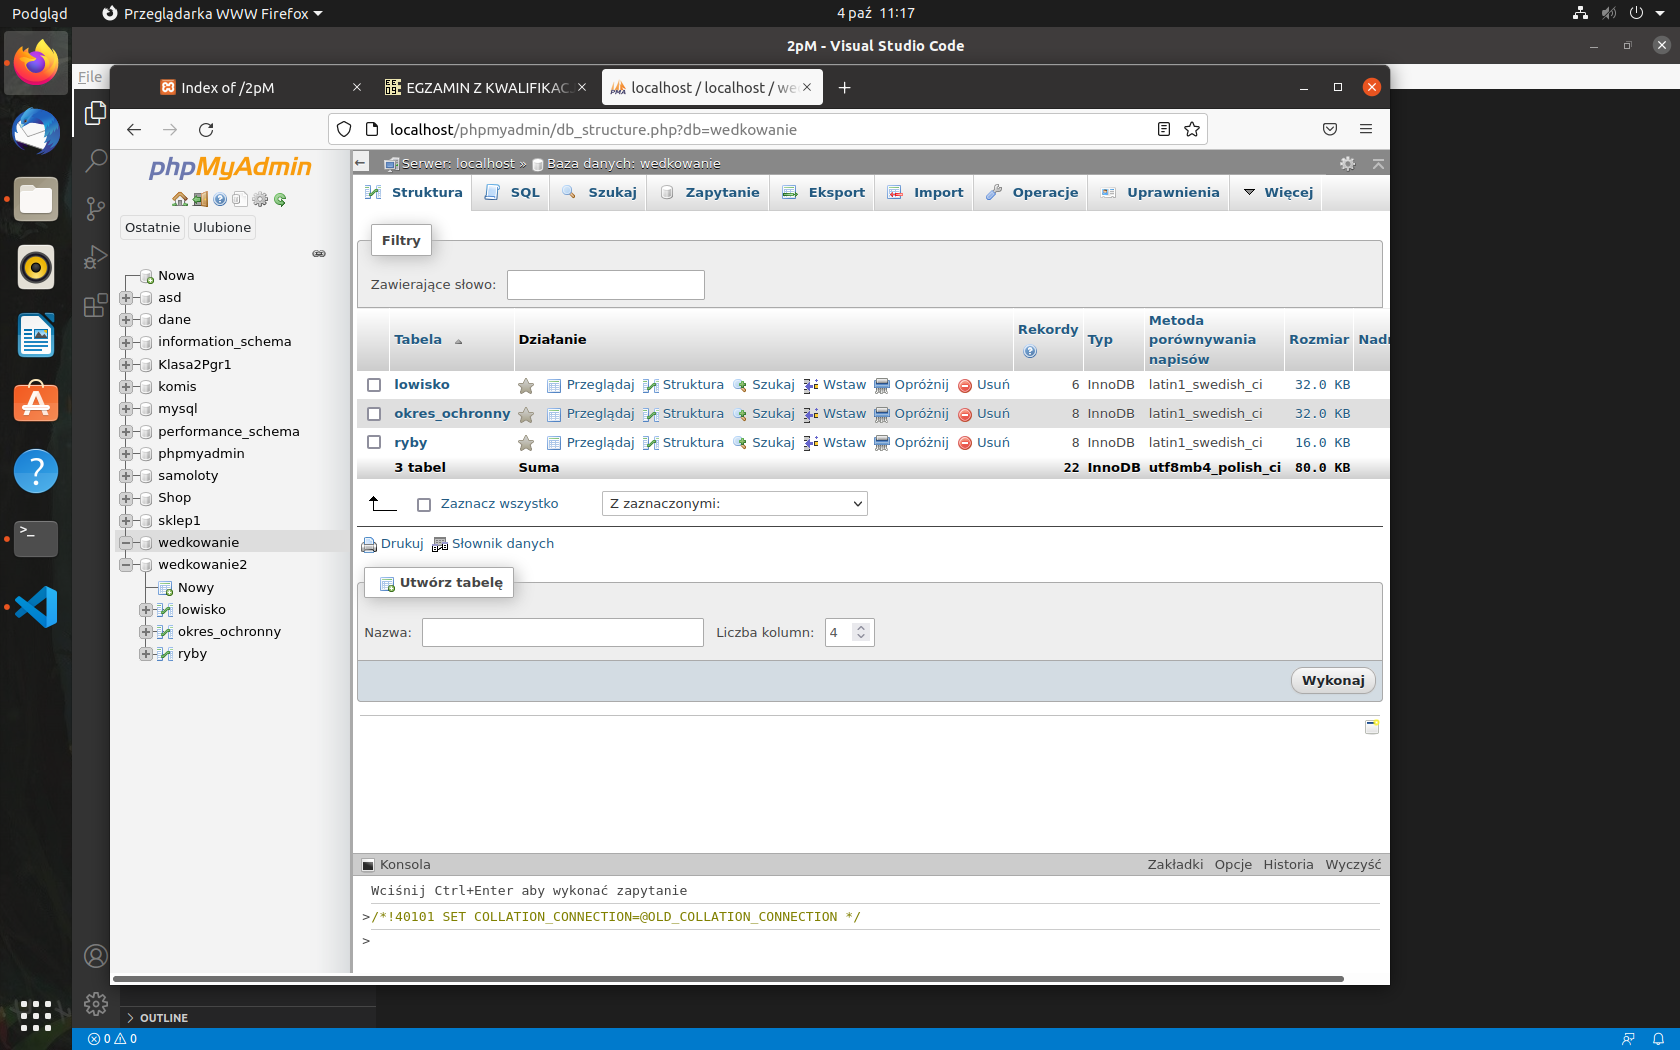 Podgląd
Przeglądarka WWW Firefox
4 paź 11:17
2pM - Visual Studio Code
File
Index of /2pM
EGZAMIN Z KWALIFIKAC
localhost / localhost / we
localhost/phpmyadmin/db_structure.php?db=wedkowanie
phpMyAdmin
Ostatnie
Ulubione
Nowa
asd
dane
information_schema
Klasa2Pgr1
komis
mysql
performance_schema
phpmyadmin
samoloty
Shop
sklep1
wedkowanie
wedkowanie2
Nowy
lowisko
okres_ochronny
ryby
Serwer: localhost » Baza danych: wedkowanie
Struktura SQL Szukaj Zapytanie Eksport Import Operacje Uprawnienia Więcej
Filtry
Zawierające słowo:
Tabela Działanie Rekordy Typ Metoda porównywania napisów Rozmiar Nadr
lowisko Przeglądaj Struktura Szukaj Wstaw Opróżnij Usuń 6 InnoDB latin1_swedish_ci 32.0 KB
okres_ochronny Przeglądaj Struktura Szukaj Wstaw Opróżnij Usuń 8 InnoDB latin1_swedish_ci 32.0 KB
ryby Przeglądaj Struktura Szukaj Wstaw Opróżnij Usuń 8 InnoDB latin1_swedish_ci 16.0 KB
3 tabel Suma 22 InnoDB utf8mb4_polish_ci 80.0 KB
Zaznacz wszystko Z zaznaczonymi:
Drukuj Słownik danych
Utwórz tabelę
Nazwa: Liczba kolumn: 4
Wykonaj
Konsola Zakładki Opcje Historia Wyczyść
Wciśnij Ctrl+Enter aby wykonać zapytanie
>/*!40101 SET COLLATION_CONNECTION=@OLD_COLLATION_CONNECTION */
>
OUTLINE
0 0